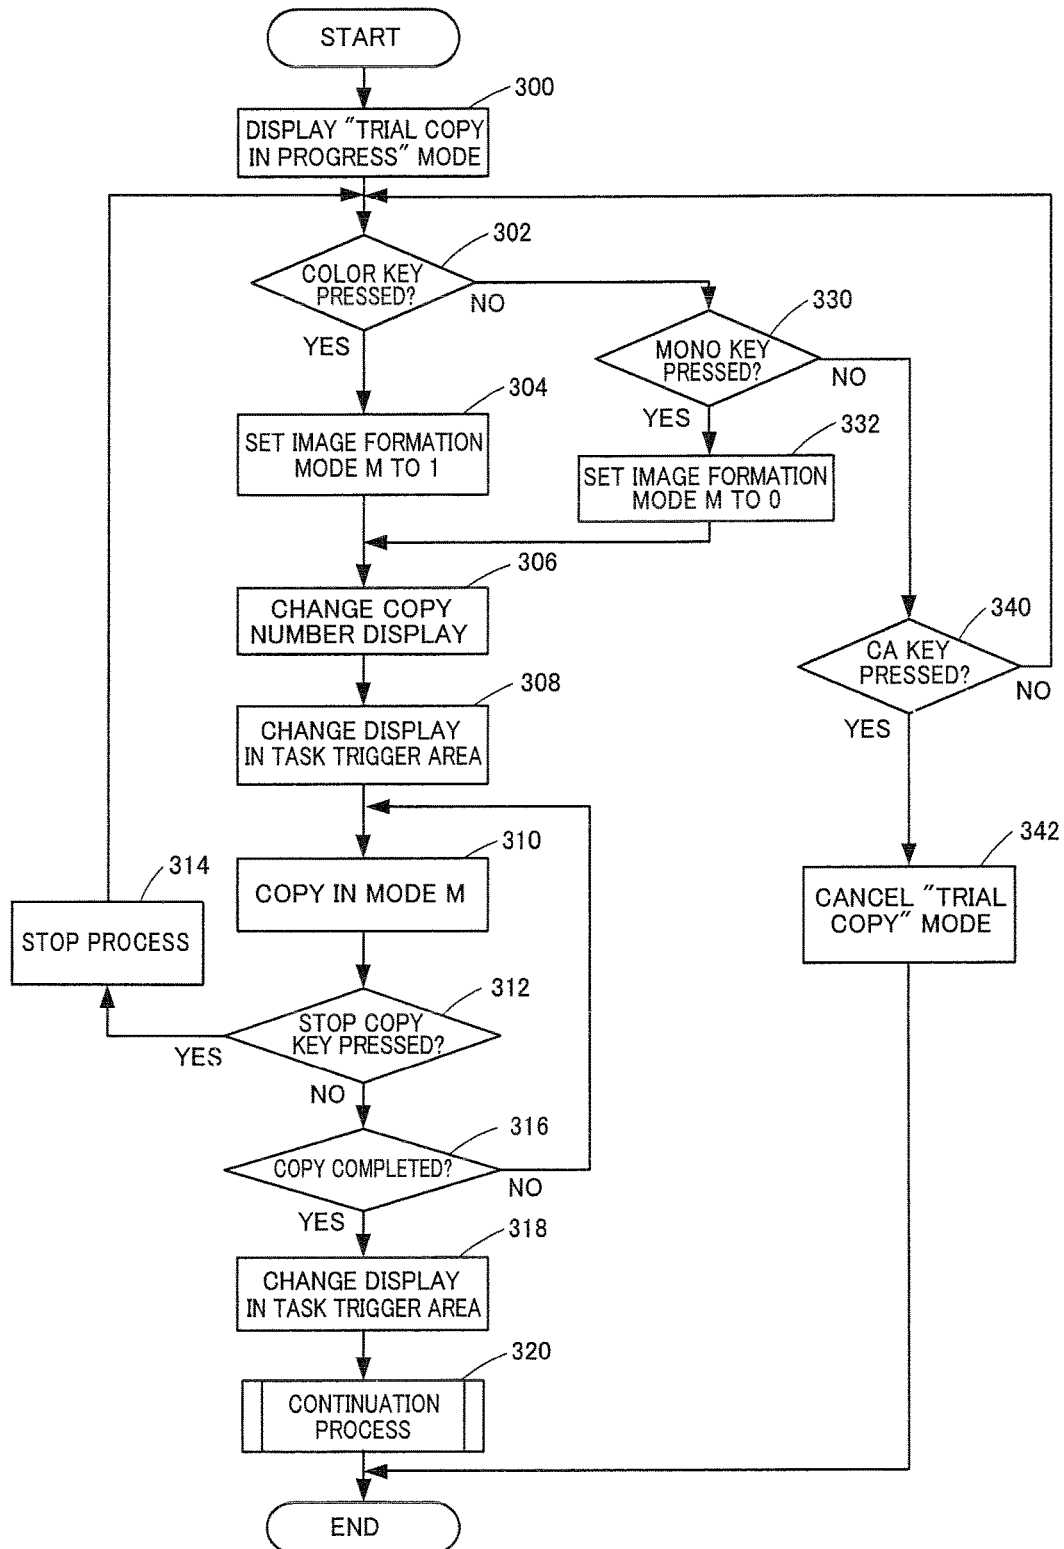 START
300
DISPLAY "TRIAL COPY
IN PROGRESS" MODE
302
COLOR KEY
PRESSED?
NO
YES
330
MONO KEY
PRESSED?
NO
YES
304
SET IMAGE FORMATION
MODE M TO 1
332
SET IMAGE FORMATION
MODE M TO 0
306
CHANGE COPY
NUMBER DISPLAY
340
CA KEY
PRESSED?
NO
YES
308
CHANGE DISPLAY
IN TASK TRIGGER AREA
310
COPY IN MODE M
342
CANCEL "TRIAL
COPY" MODE
314
STOP PROCESS
312
STOP COPY
KEY PRESSED?
YES
NO
316
COPY COMPLETED?
NO
YES
318
CHANGE DISPLAY
IN TASK TRIGGER AREA
320
CONTINUATION
PROCESS
END